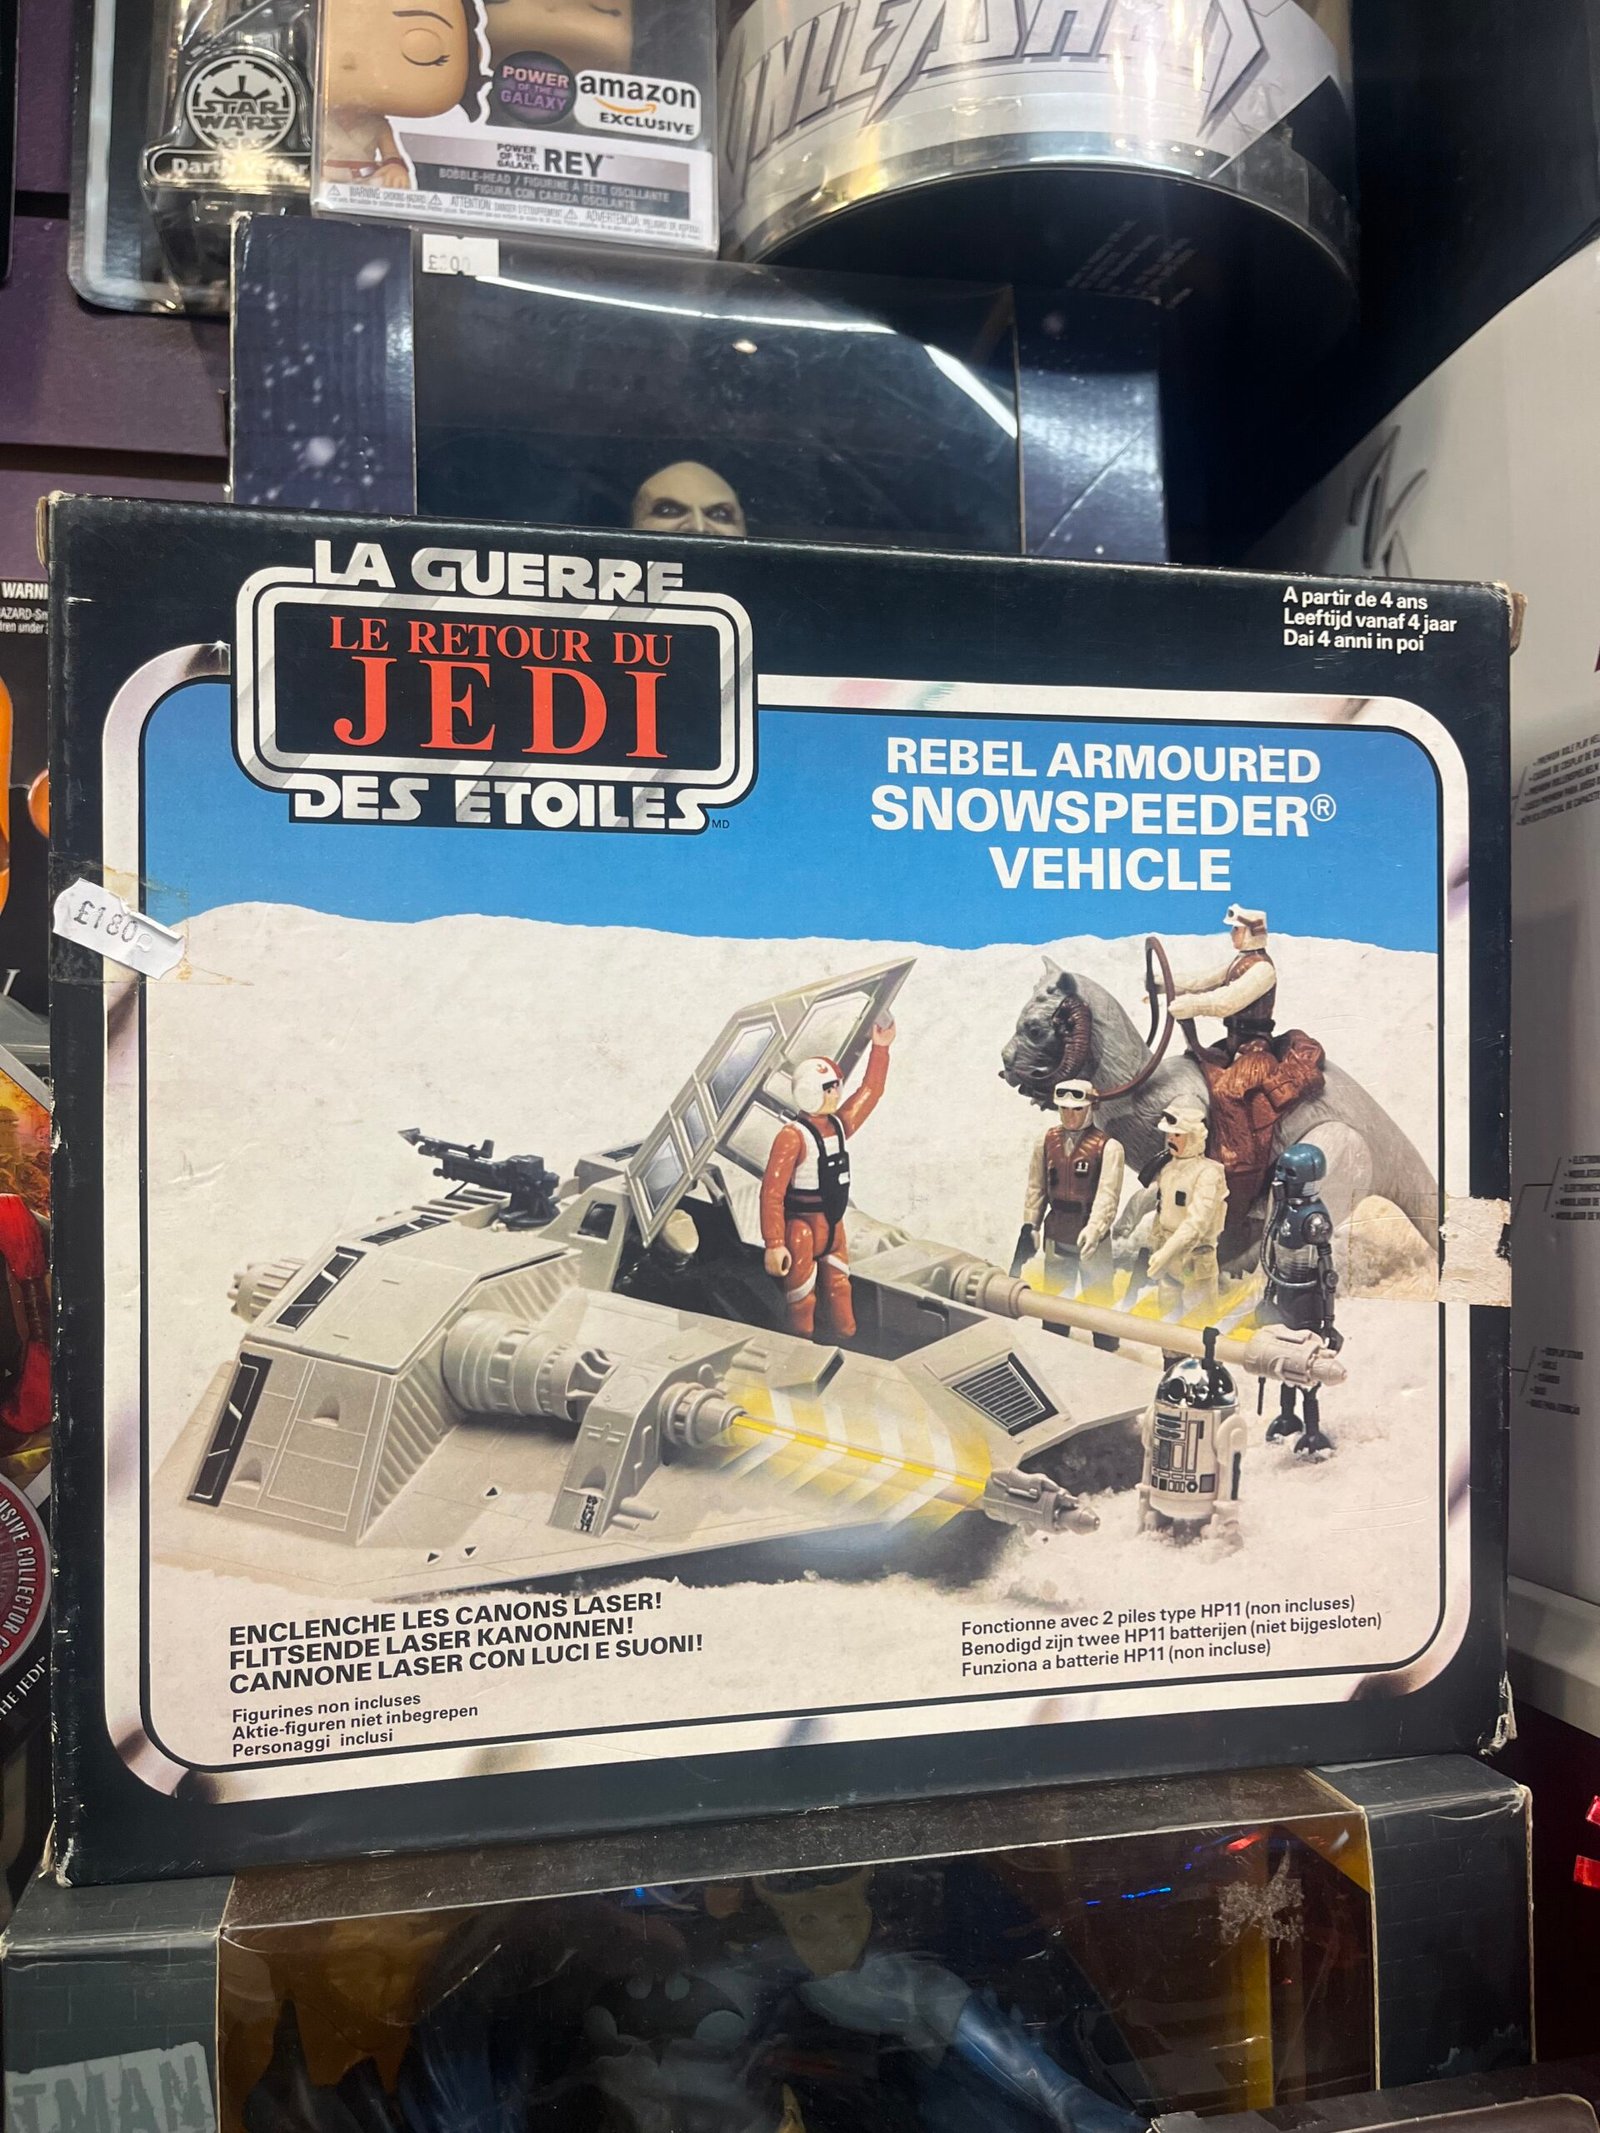 STAR
WARS
POWER
OF THE
GALAXY
amazon
EXCLUSIVE
POWER
OF THE
GALAXY:
REY™
BOBBLE-HEAD / FIGURINE À TÊTE OSCILLANTE
FIGURA CON CABEZA OSCILANTE
LA GUERRE
LE RETOUR DU
JEDI
DES ETOILES
MD
A partir de 4 ans
Leeftijd vanaf 4 jaar
Dai 4 anni in poi
REBEL ARMOURED
SNOWSPEEDER®
VEHICLE
£180
ENCLENCHE LES CANONS LASER!
FLITSENDE LASER KANONNEN!
CANNONE LASER CON LUCI E SUONI!
Figurines non incluses
Aktie-figuren niet inbegrepen
Personaggi inclusi
Fonctionne avec 2 piles type HP11 (non incluses)
Benodigd zijn twee HP11 batterijen (niet bijgesloten)
Funziona a batterie HP11 (non incluse)